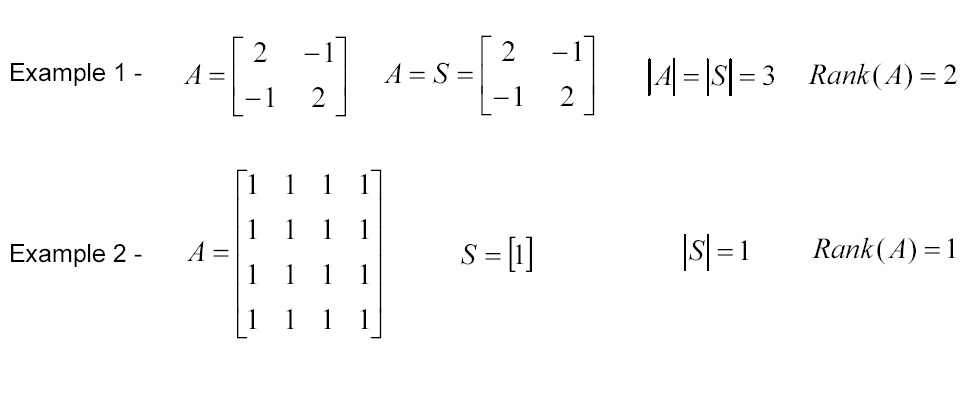 Example 1 - A = [2 −1 −1 2] A = S = [2 −1 −1 2] |A| = |S| = 3 Rank(A) = 2
Example 2 - A = [1 1 1 1 1 1 1 1 1 1 1 1 1 1 1 1] S = [1] |S| = 1 Rank(A) = 1